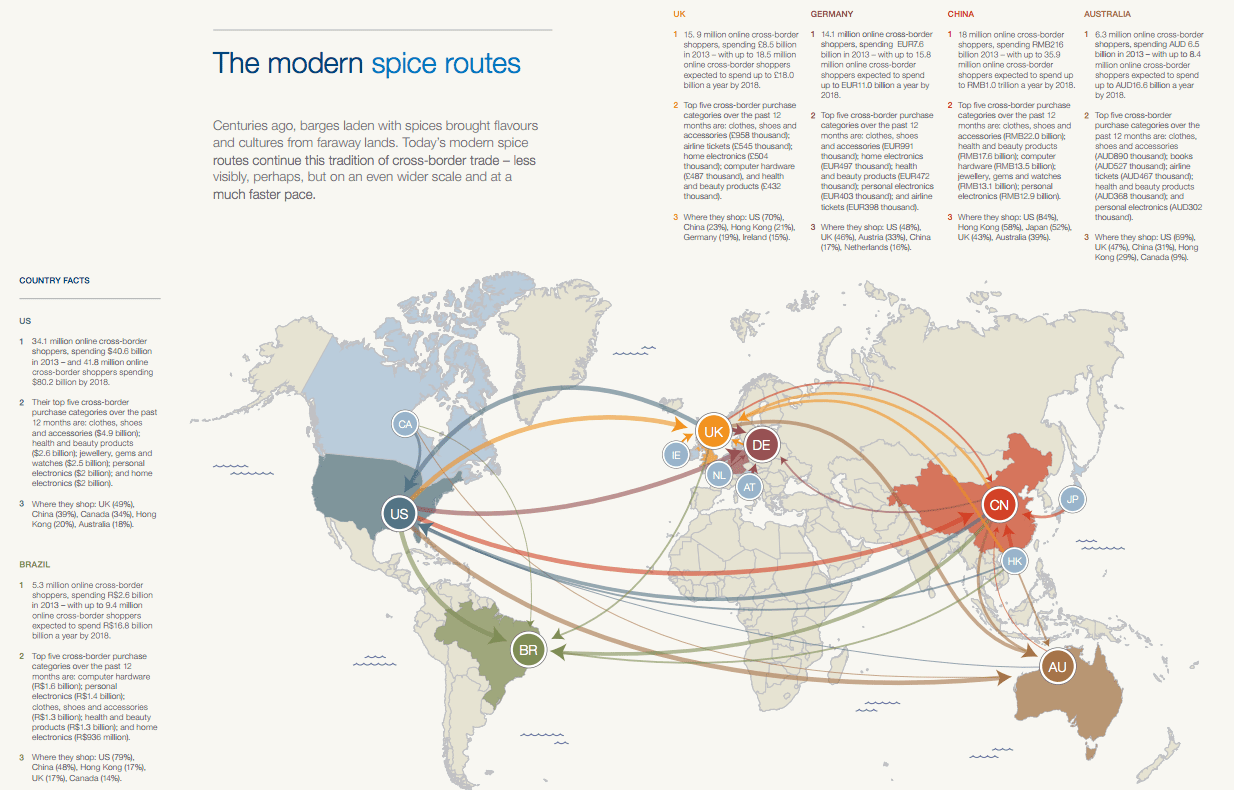 The modern spice routes
Centuries ago, barges laden with spices brought flavours
and cultures from faraway lands. Today's modern spice
routes continue this tradition of cross-border trade – less
visibly, perhaps, but on an even wider scale and at a
much faster pace.
UK
1 15. 9 million online cross-border
shoppers, spending £8.5 billion
in 2013 – with up to 18.5 million
online cross-border shoppers
expected to spend up to £18.0
billion a year by 2018.
2 Top five cross-border purchase
categories over the past 12
months are: clothes, shoes and
accessories (£958 thousand);
airline tickets (£545 thousand);
home electronics (£504
thousand); computer hardware
(£487 thousand), and health
and beauty products (£432
thousand).
3 Where they shop: US (70%),
China (23%), Hong Kong (21%),
Germany (19%), Ireland (15%).
GERMANY
1 14.1 million online cross-border
shoppers, spending EUR7.6
billion in 2013 – with up to 15.8
million online cross-border
shoppers expected to spend
up to EUR11.0 billion a year by
2018.
2 Top five cross-border purchase
categories over the past 12
months are: clothes, shoes
and accessories (EUR991
thousand); home electronics
(EUR497 thousand); health
and beauty products (EUR472
thousand); personal electronics
(EUR403 thousand); and airline
tickets (EUR398 thousand).
3 Where they shop: US (48%),
UK (46%), Austria (33%), China
(17%), Netherlands (16%).
CHINA
1 18 million online cross-border
shoppers, spending RMB216
billion in 2013 – with up to 35.9
million online cross-border
shoppers expected to spend up
to RMB1.0 trillion a year by 2018.
2 Top five cross-border purchase
categories over the past 12
months are: clothes, shoes and
accessories (RMB22.0 billion);
health and beauty products
(RMB17.6 billion); computer
hardware (RMB13.5 billion);
jewellery, gems and watches
(RMB13.1 billion); personal
electronics (RMB12.9 billion).
3 Where they shop: US (84%),
Hong Kong (58%), Japan (52%),
UK (43%), Australia (39%).
AUSTRALIA
1 6.3 million online cross-border
shoppers, spending AUD 6.5
billion in 2013 – with up to 8.4
million online cross-border
shoppers expected to spend
up to AUD16.6 billion a year
by 2018.
2 Top five cross-border purchase
categories over the past 12
months are: clothes, shoes
and accessories
(AUD890 thousand); books
(AUD527 thousand); airline
tickets (AUD467 thousand);
health and beauty products
(AUD368 thousand); and
personal electronics (AUD302
thousand).
3 Where they shop: US (69%),
UK (47%), China (31%), Hong
Kong (29%), Canada (9%).
COUNTRY FACTS
US
1 34.1 million online cross-border
shoppers, spending $40.6 billion
in 2013 – and 41.8 million online
cross-border shoppers spending
$80.2 billion by 2018.
2 Their top five cross-border
purchase categories over the past
12 months are: clothes, shoes
and accessories ($4.9 billion);
health and beauty products
($2.6 billion); jewellery, gems and
watches ($2.5 billion); personal
electronics ($2 billion); and home
electronics ($2 billion).
3 Where they shop: UK (49%),
China (39%), Canada (34%), Hong
Kong (20%), Australia (18%).
BRAZIL
1 5.3 million online cross-border
shoppers, spending R$2.6 billion
in 2013 – with up to 9.4 million
online cross-border shoppers
expected to spend R$16.8 billion
billion a year by 2018.
2 Top five cross-border purchase
categories over the past 12
months are: computer hardware
(R$1.6 billion); personal
electronics (R$1.4 billion);
clothes, shoes and accessories
(R$1.3 billion); health and beauty
products (R$1.3 billion); and home
electronics (R$936 million).
3 Where they shop: US (79%),
China (48%), Hong Kong (17%),
UK (17%), Canada (14%).
CA
UK
DE
IE
NL
AT
US
CN
JP
HK
BR
AU